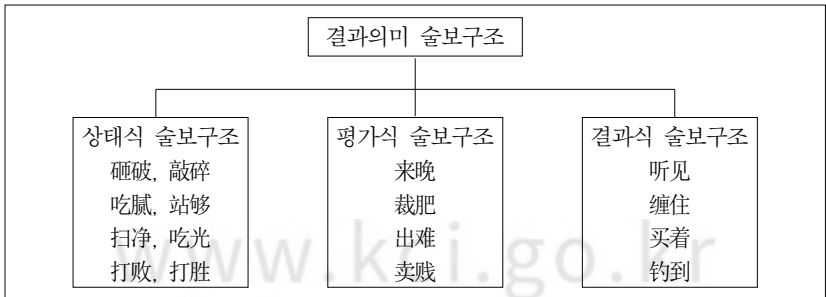 결과의미 술보구조
상태식 술보구조
砸破, 敲碎
吃腻, 站够
扫净, 吃光
打败, 打胜
평가식 술보구조
来晚
裁肥
出难
卖贱
결과식 술보구조
听见
缠住
买着
钓到
www.kci.go.kr